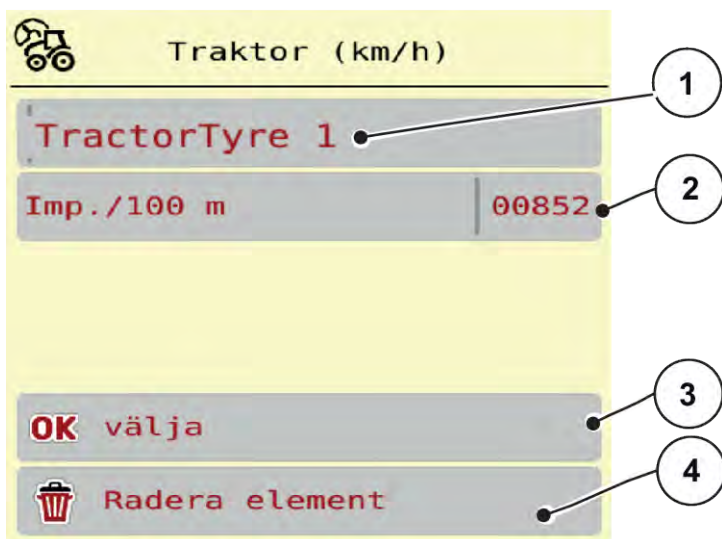 Traktor (km/h)
1
TractorTyre 1
2
Imp./100 m 00852
3
OK välja
4
Radera element